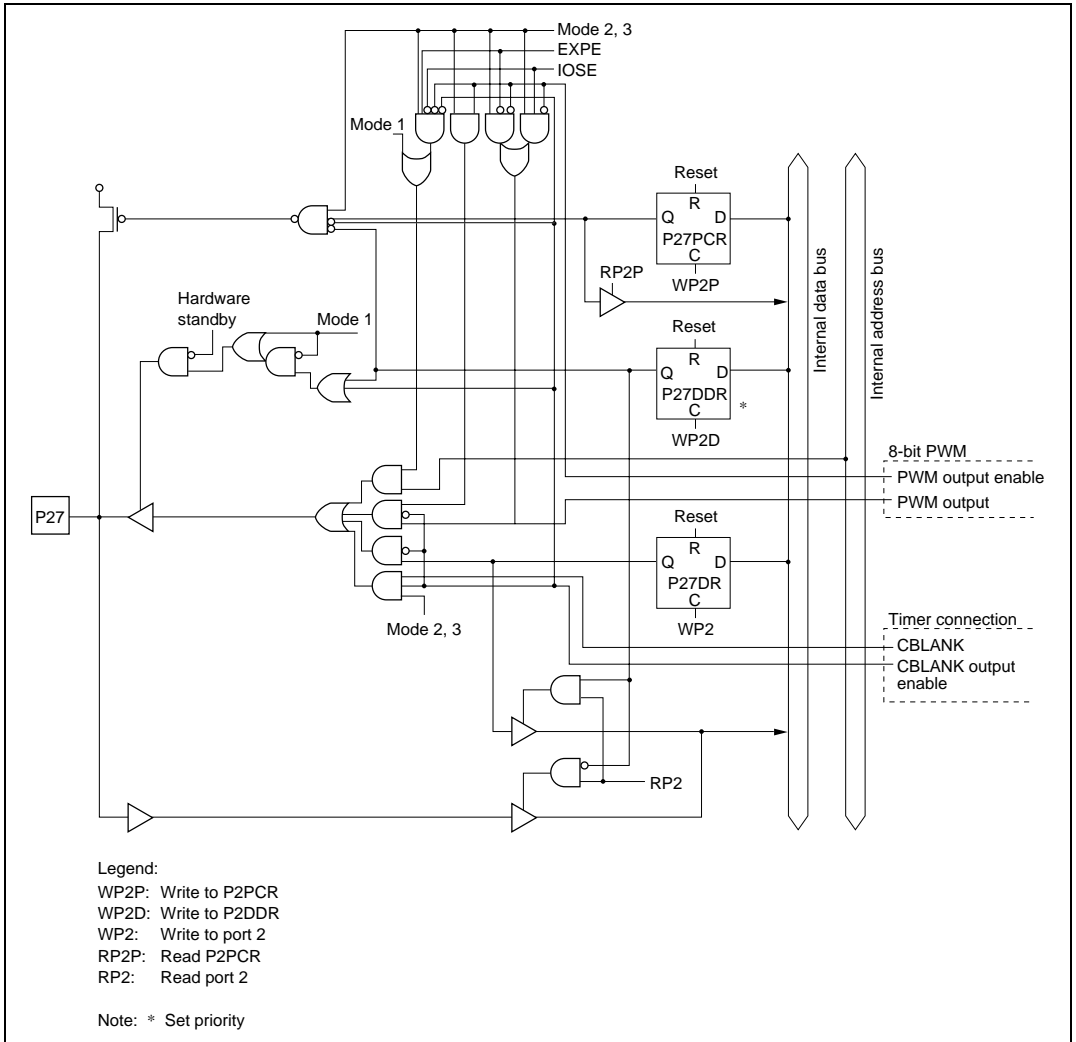 Mode 2, 3
EXPE
IOSE
Mode 1
Reset
R
Q D
P27PCR
C
WP2P
RP2P
Hardware
standby
Mode 1
Reset
R
Q D
P27DDR
C
*
WP2D
Internal data bus
Internal address bus
8-bit PWM
PWM output enable
PWM output
P27
Reset
R
Q D
P27DR
C
WP2
Mode 2, 3
Timer connection
CBLANK
CBLANK output
enable
RP2
Legend:
WP2P: Write to P2PCR
WP2D: Write to P2DDR
WP2: Write to port 2
RP2P: Read P2PCR
RP2: Read port 2
Note: * Set priority